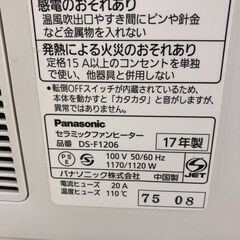 感電のおそれあり
温風吹出口やすき間にピンや針金
など金属物を入れない
発熱による火災のおそれあり
定格15A以上のコンセントを単独
で使い、他の器具と併用しない
●転倒OFFスイッチが内蔵されているため、
本体を動かすと「カタカタ」と音がしますが、
異常ではありません。
Panasonic
セラミックファンヒーター
品番 DS-F1206
17年製
PS
E
100 V 50/60 Hz
1170/1120 W
JET
パナソニック株式会社
中国製
電流ヒューズ 20 A
75 08